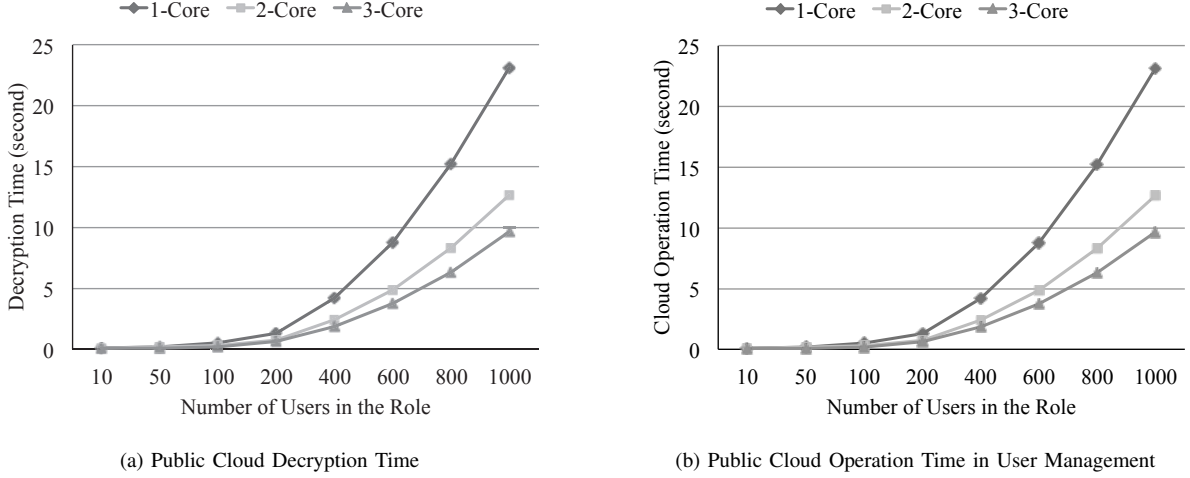 1-Core 2-Core 3-Core
Decryption Time (second)
25
20
15
10
5
0
10 50 100 200 400 600 800 1000
Number of Users in the Role
(a) Public Cloud Decryption Time
1-Core 2-Core 3-Core
Cloud Operation Time (second)
25
20
15
10
5
0
10 50 100 200 400 600 800 1000
Number of Users in the Role
(b) Public Cloud Operation Time in User Management